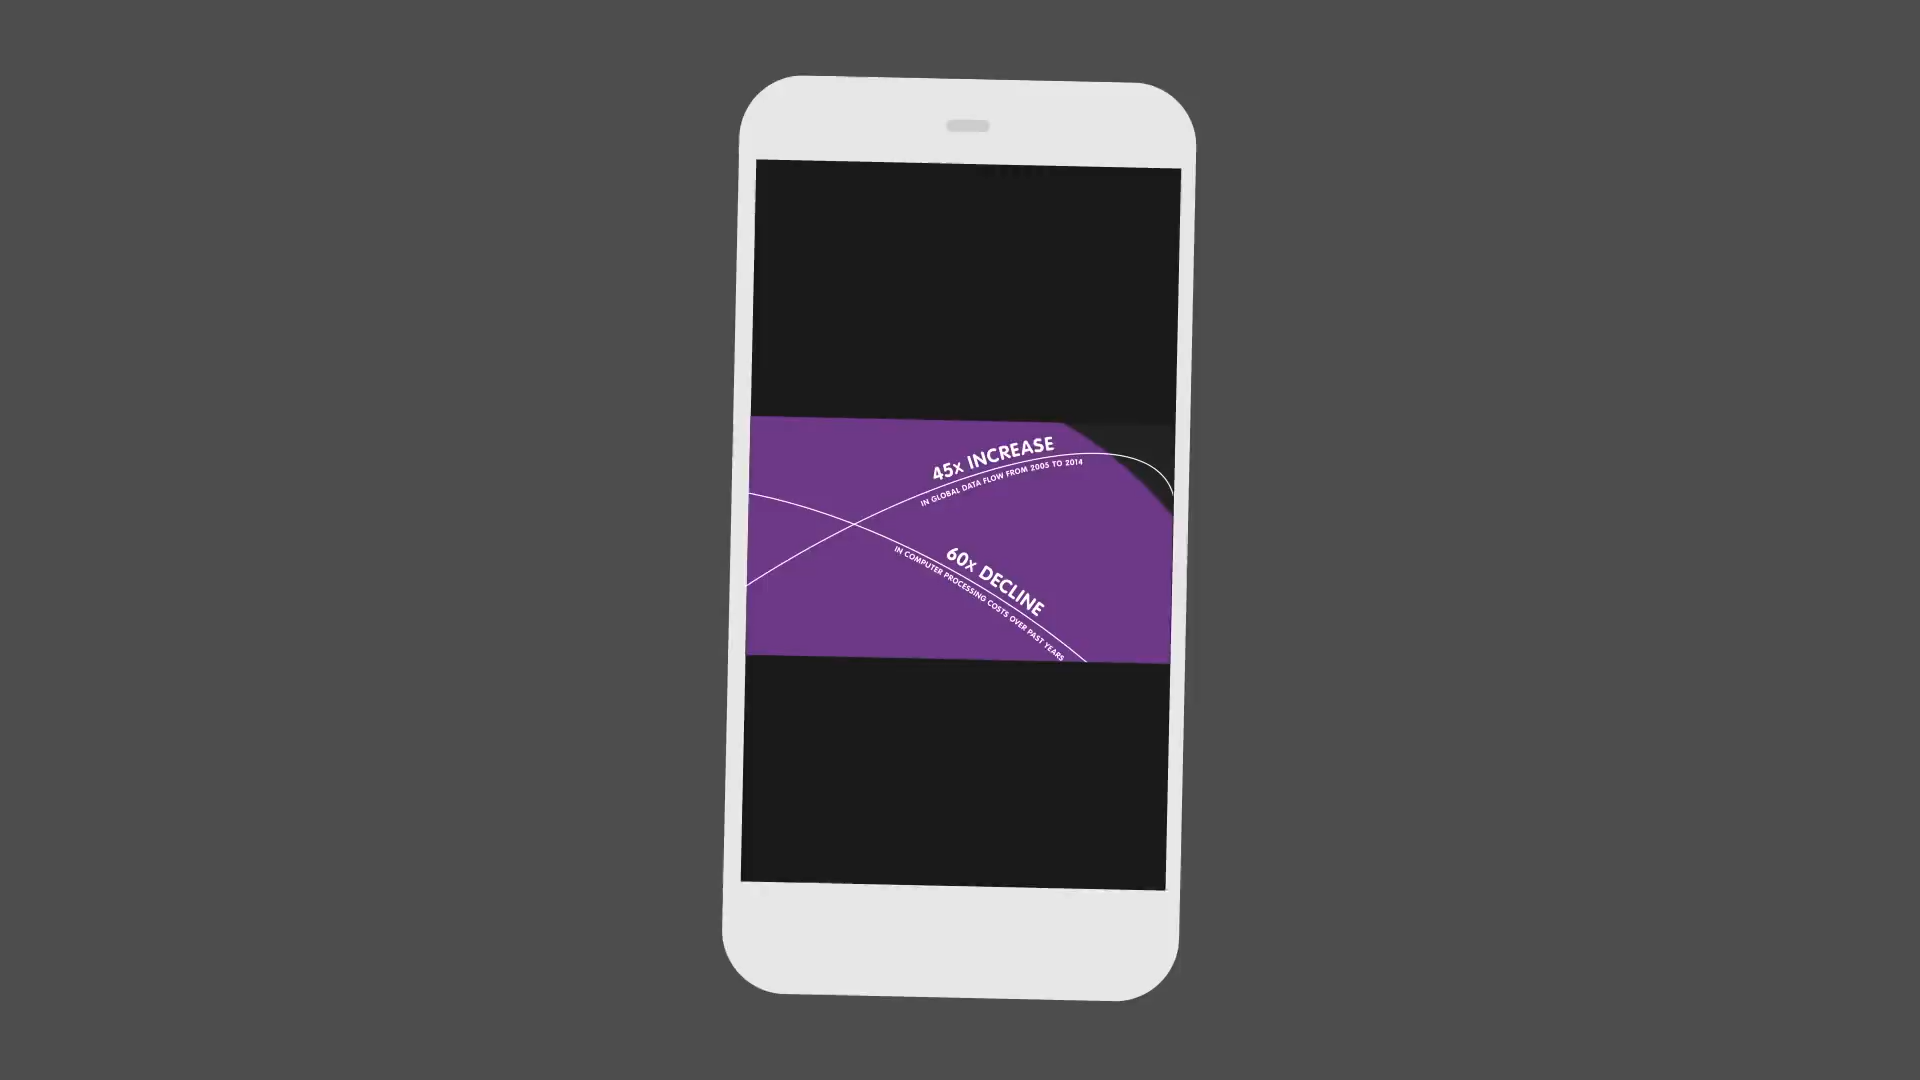 45x INCREASE
IN GLOBAL DATA FLOW FROM 2005 TO 2014
60x DECLINE
IN COMPUTER PROCESSING COSTS OVER PAST YEARS